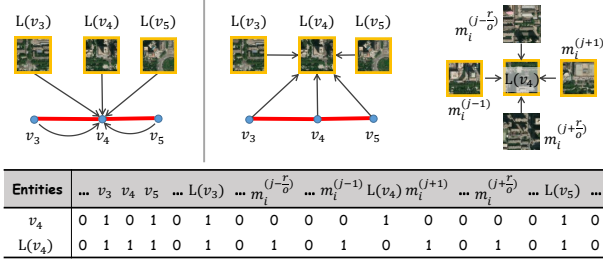 L(v₃) L(v₄) L(v₅)
v₃ v₄ v₅
L(v₃) L(v₄) L(v₅)
v₃ v₄ v₅
m_i^(j-r/o)
m_i^(j+1)
L(v₄)
m_i^(j-1)
m_i^(j+r/o)
Entities ... v₃ v₄ v₅ ... L(v₃) ... m_i^(j-r/o) ... m_i^(j-1) L(v₄) m_i^(j+1) ... m_i^(j+r/o) ... L(v₅) ...
v₄ 0 1 0 1 0 1 0 0 0 0 1 0 0 0 0 1 0
L(v₄) 0 1 1 1 0 1 0 1 0 1 0 1 0 1 0 1 0